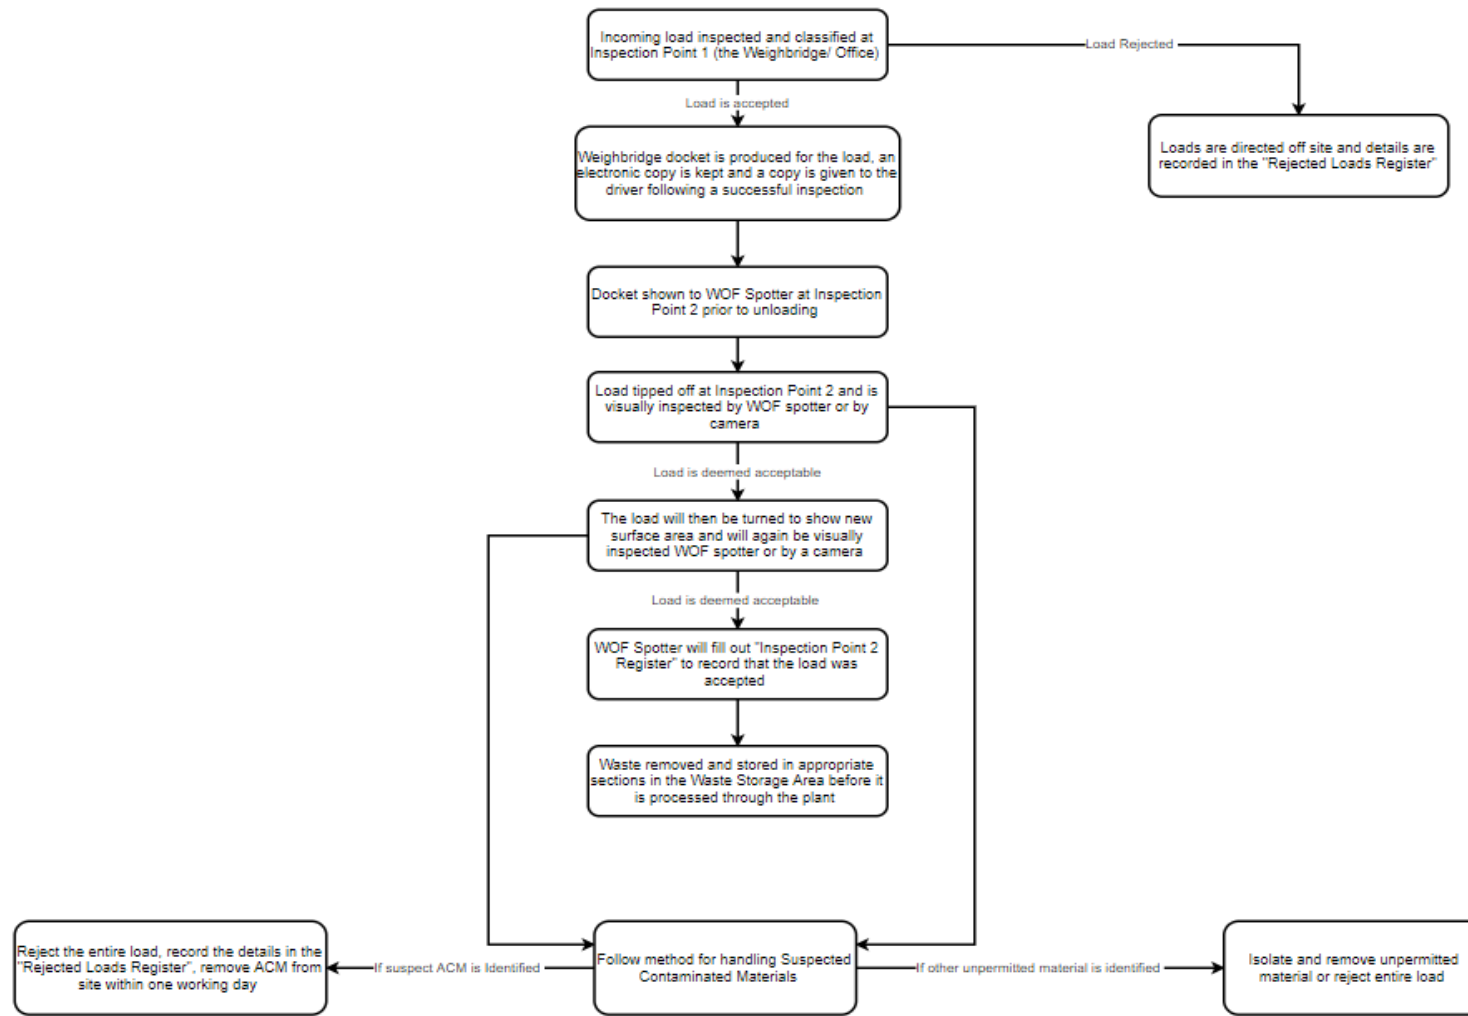 Incoming load inspected and classified at
Inspection Point 1 (the Weighbridge/ Office)
Load Rejected
Load is accepted
Loads are directed off site and details are
recorded in the "Rejected Loads Register"
Weighbridge docket is produced for the load, an
electronic copy is kept and a copy is given to the
driver following a successful inspection
Docket shown to WOF Spotter at Inspection
Point 2 prior to unloading
Load tipped off at Inspection Point 2 and is
visually inspected by WOF spotter or by
camera
Load is deemed acceptable
The load will then be turned to show new
surface area and will again be visually
inspected WOF spotter or by a camera
Load is deemed acceptable
WOF Spotter will fill out "Inspection Point 2
Register" to record that the load was
accepted
Waste removed and stored in appropriate
sections in the Waste Storage Area before it
is processed through the plant
Reject the entire load, record the details in the
"Rejected Loads Register", remove ACM from
site within one working day
If suspect ACM is Identified
Follow method for handling Suspected
Contaminated Materials
If other unpermitted material is identified
Isolate and remove unpermitted
material or reject entire load